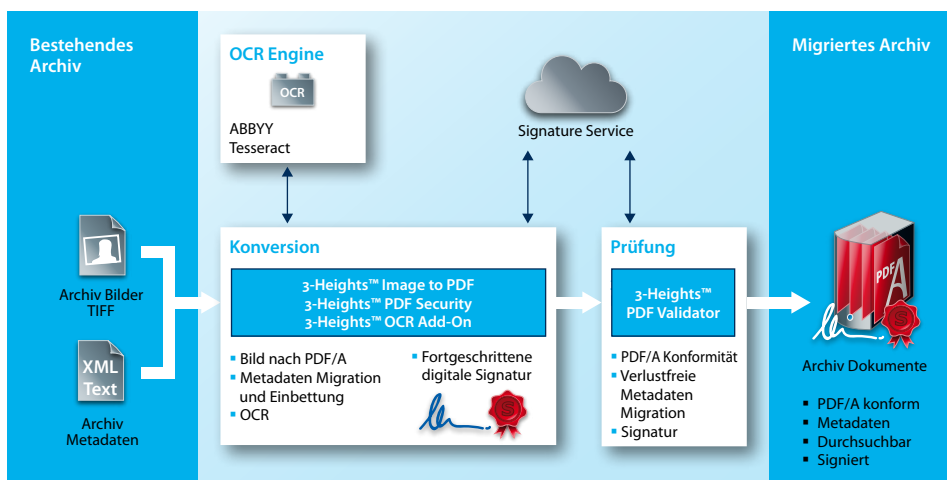 Bestehendes
Archiv
Archiv Bilder
TIFF
XML
Text
Archiv
Metadaten
OCR Engine
OCR
ABBYY
Tesseract
Signature Service
Konversion
3-Heights™ Image to PDF
3-Heights™ PDF Security
3-Heights™ OCR Add-On
▪ Bild nach PDF/A
▪ Metadaten Migration
und Einbettung
▪ OCR
▪ Fortgeschrittene
digitale Signatur
S
Prüfung
3-Heights™
PDF Validator
▪ PDF/A Konformität
▪ Verlustfreie
Metadaten
Migration
▪ Signatur
Migriertes Archiv
PDF/A
S
Archiv Dokumente
▪ PDF/A konform
▪ Metadaten
▪ Durchsuchbar
▪ Signiert